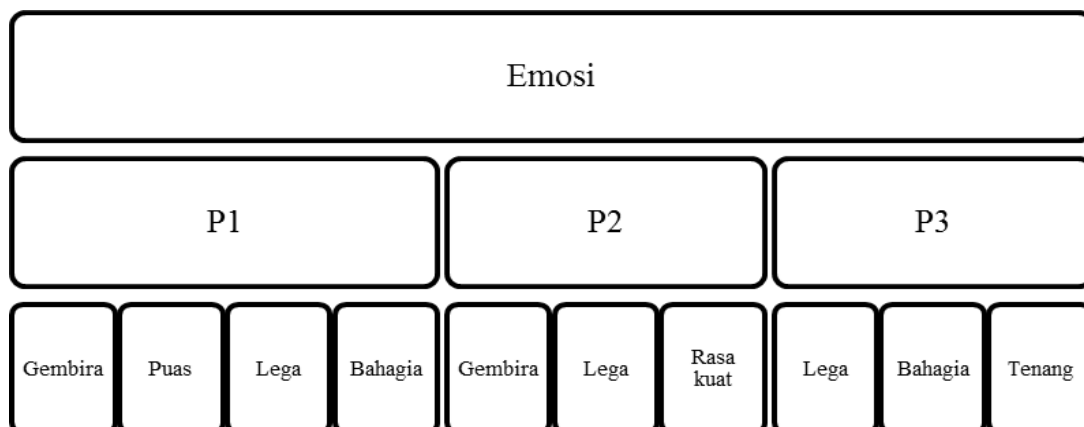 Emosi
P1
P2
P3
Gembira
Puas
Lega
Bahagia
Gembira
Lega
Rasa
kuat
Lega
Bahagia
Tenang